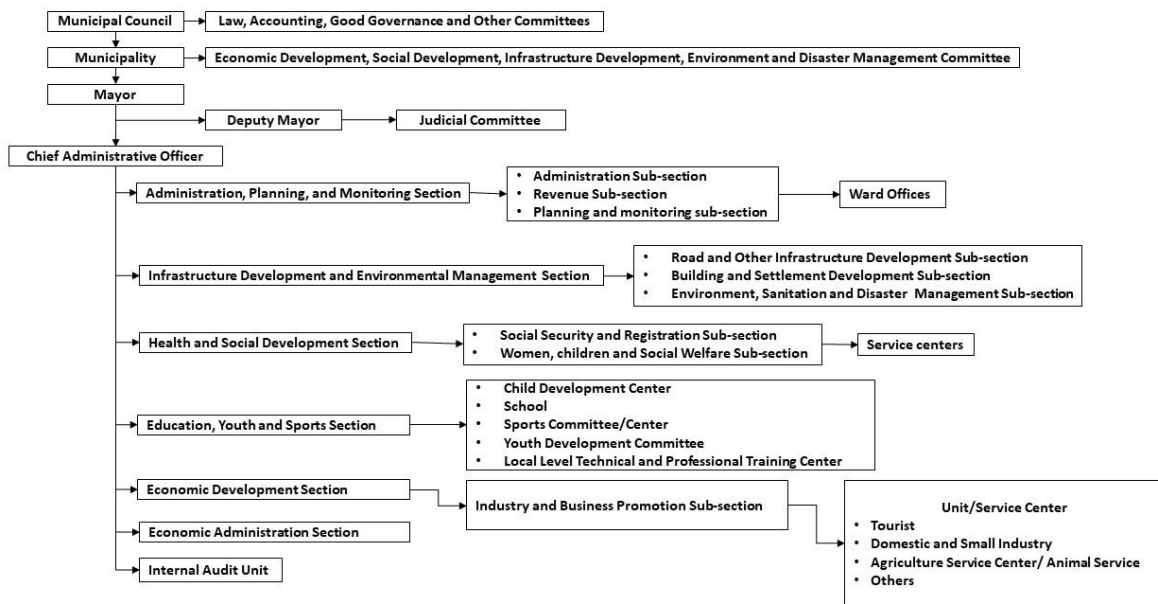 Municipal Council
Law, Accounting, Good Governance and Other Committees
Municipality
Economic Development, Social Development, Infrastructure Development, Environment and Disaster Management Committee
Mayor
Deputy Mayor
Judicial Committee
Chief Administrative Officer
Administration, Planning, and Monitoring Section
• Administration Sub-section
• Revenue Sub-section
• Planning and monitoring sub-section
Ward Offices
Infrastructure Development and Environmental Management Section
• Road and Other Infrastructure Development Sub-section
• Building and Settlement Development Sub-section
• Environment, Sanitation and Disaster Management Sub-section
Health and Social Development Section
• Social Security and Registration Sub-section
• Women, children and Social Welfare Sub-section
Service centers
Education, Youth and Sports Section
• Child Development Center
• School
• Sports Committee/Center
• Youth Development Committee
• Local Level Technical and Professional Training Center
Economic Development Section
Industry and Business Promotion Sub-section
Unit/Service Center
• Tourist
• Domestic and Small Industry
• Agriculture Service Center/ Animal Service
• Others
Economic Administration Section
Internal Audit Unit